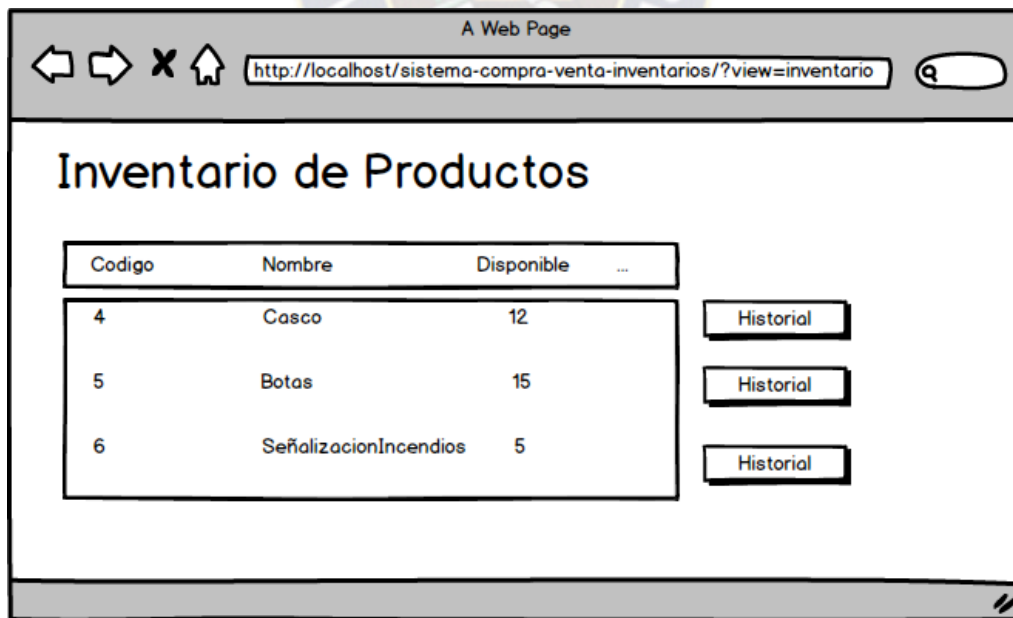 A Web Page
http://localhost/sistema-compra-venta-inventarios/?view=inventario
Inventario de Productos
Codigo Nombre Disponible ...
4 Casco 12 Historial
5 Botas 15 Historial
6 SeñalizacionIncendios 5 Historial